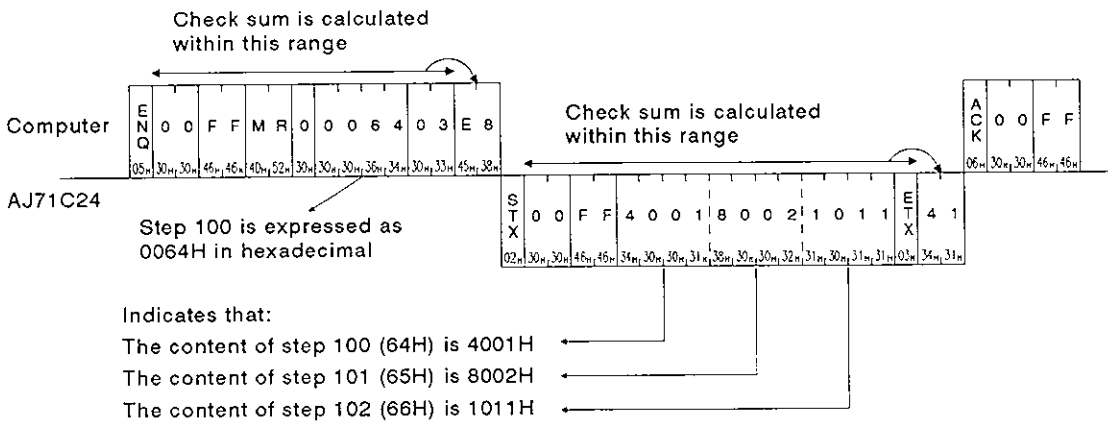 Check sum is calculated
within this range
Computer
ENQ 0 0 F F M R 0 0 0 6 4 0 3 E 8
05H 30H 30H 46H 46H 4DH 52H 30H 30H 30H 36H 34H 30H 33H 45H 38H
Check sum is calculated
within this range
ACK 0 0 F F
06H 30H 30H 46H 46H
AJ71C24
Step 100 is expressed as
0064H in hexadecimal
STX 0 0 F F 4 0 0 1 8 0 0 2 1 0 1 1 ETX 4 1
02H 30H 30H 46H 46H 34H 30H 30H 31H 38H 30H 30H 32H 31H 30H 31H 31H 03H 34H 31H
Indicates that:
The content of step 100 (64H) is 4001H
The content of step 101 (65H) is 8002H
The content of step 102 (66H) is 1011H